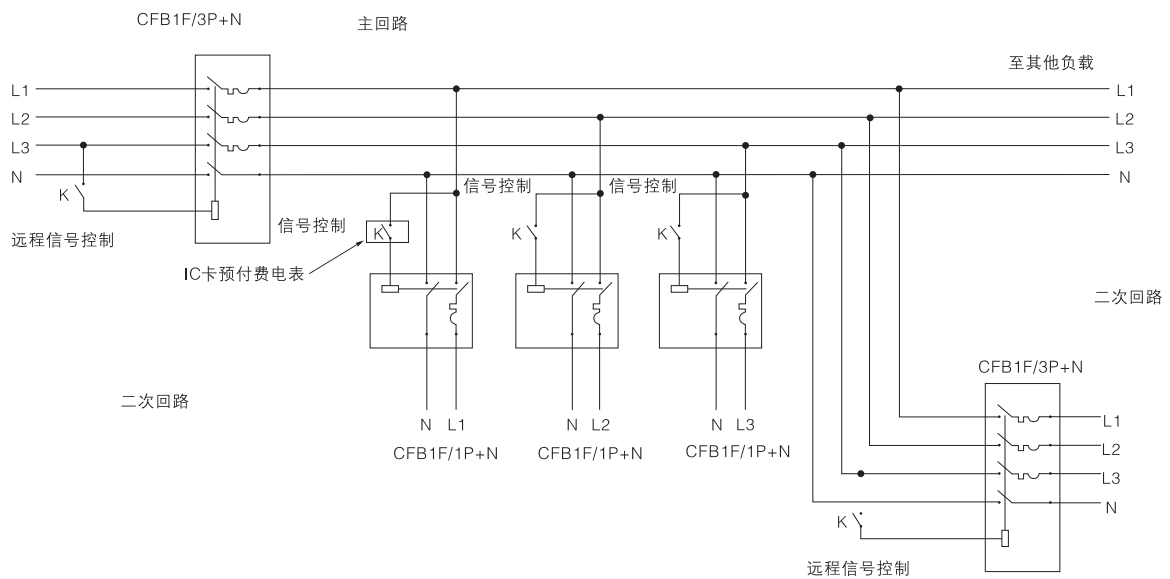 CFB1F/3P+N
主回路
至其他负载
L1
L1
L2
L2
L3
L3
N
N
K
信号控制
信号控制
远程信号控制
信号控制
K
K
K
IC卡预付费电表
二次回路
二次回路
CFB1F/3P+N
N L1
N L2
N L3
CFB1F/1P+N
CFB1F/1P+N
CFB1F/1P+N
L1
L2
L3
N
K
远程信号控制